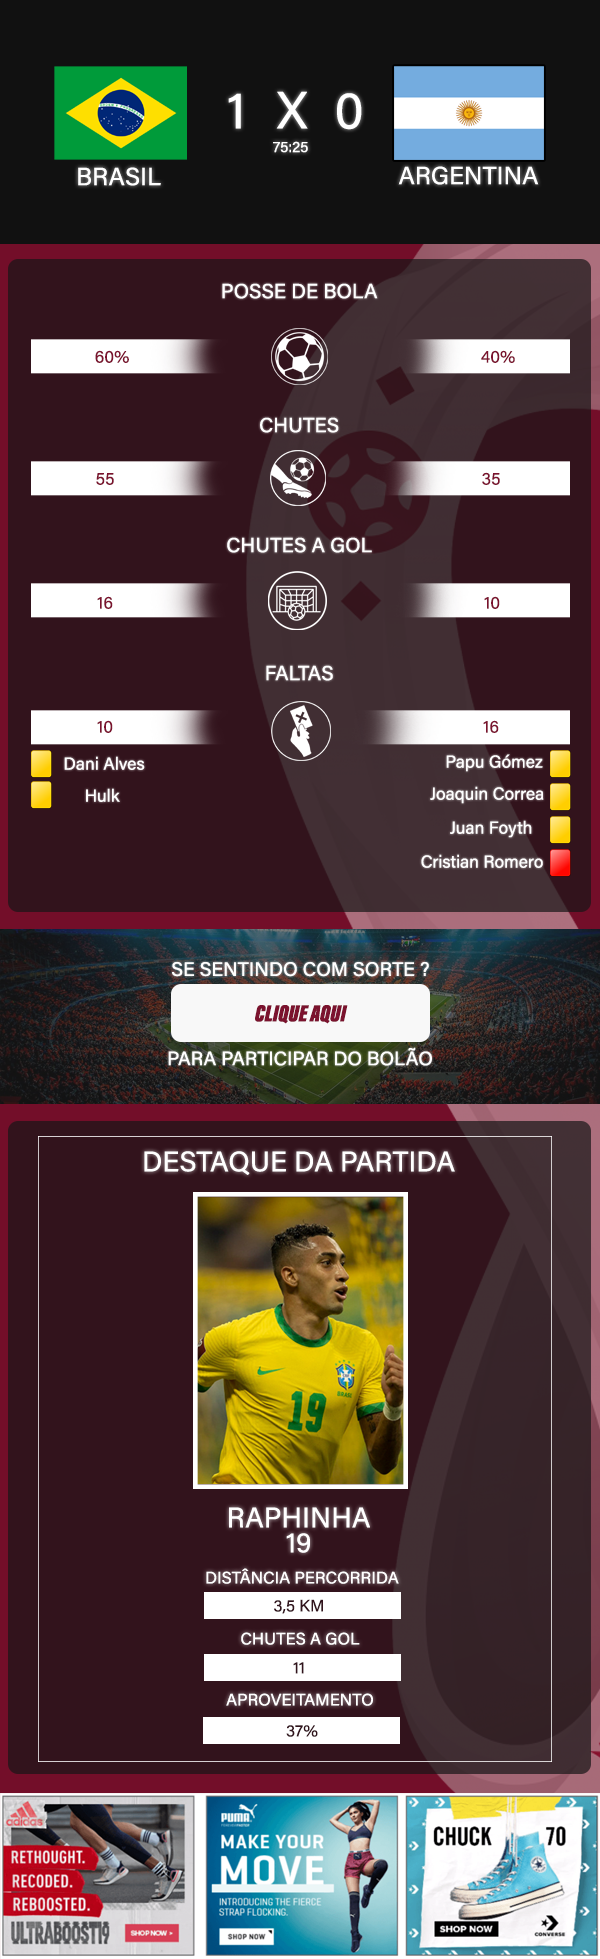 1 X 0
75:25
BRASIL
ARGENTINA
POSSE DE BOLA
60%
40%
CHUTES
55
35
CHUTES A GOL
16
10
FALTAS
10
16
Dani Alves
Papu Gómez
Hulk
Joaquin Correa
Juan Foyth
Cristian Romero
SE SENTINDO COM SORTE ?
CLIQUE AQUI
PARA PARTICIPAR DO BOLÃO
DESTAQUE DA PARTIDA
BRASIL
19
RAPHINHA
19
DISTÂNCIA PERCORRIDA
3,5 KM
CHUTES A GOL
11
APROVEITAMENTO
37%
adidas
RETHOUGHT.
RECODED.
REBOOSTED.
ULTRABOOST19
SHOP NOW >
PUMA
MAKE YOUR
MOVE
INTRODUCING THE FIERCE
STRAP FLOCKING.
SHOP NOW
CHUCK 70
SHOP NOW
CONVERSE